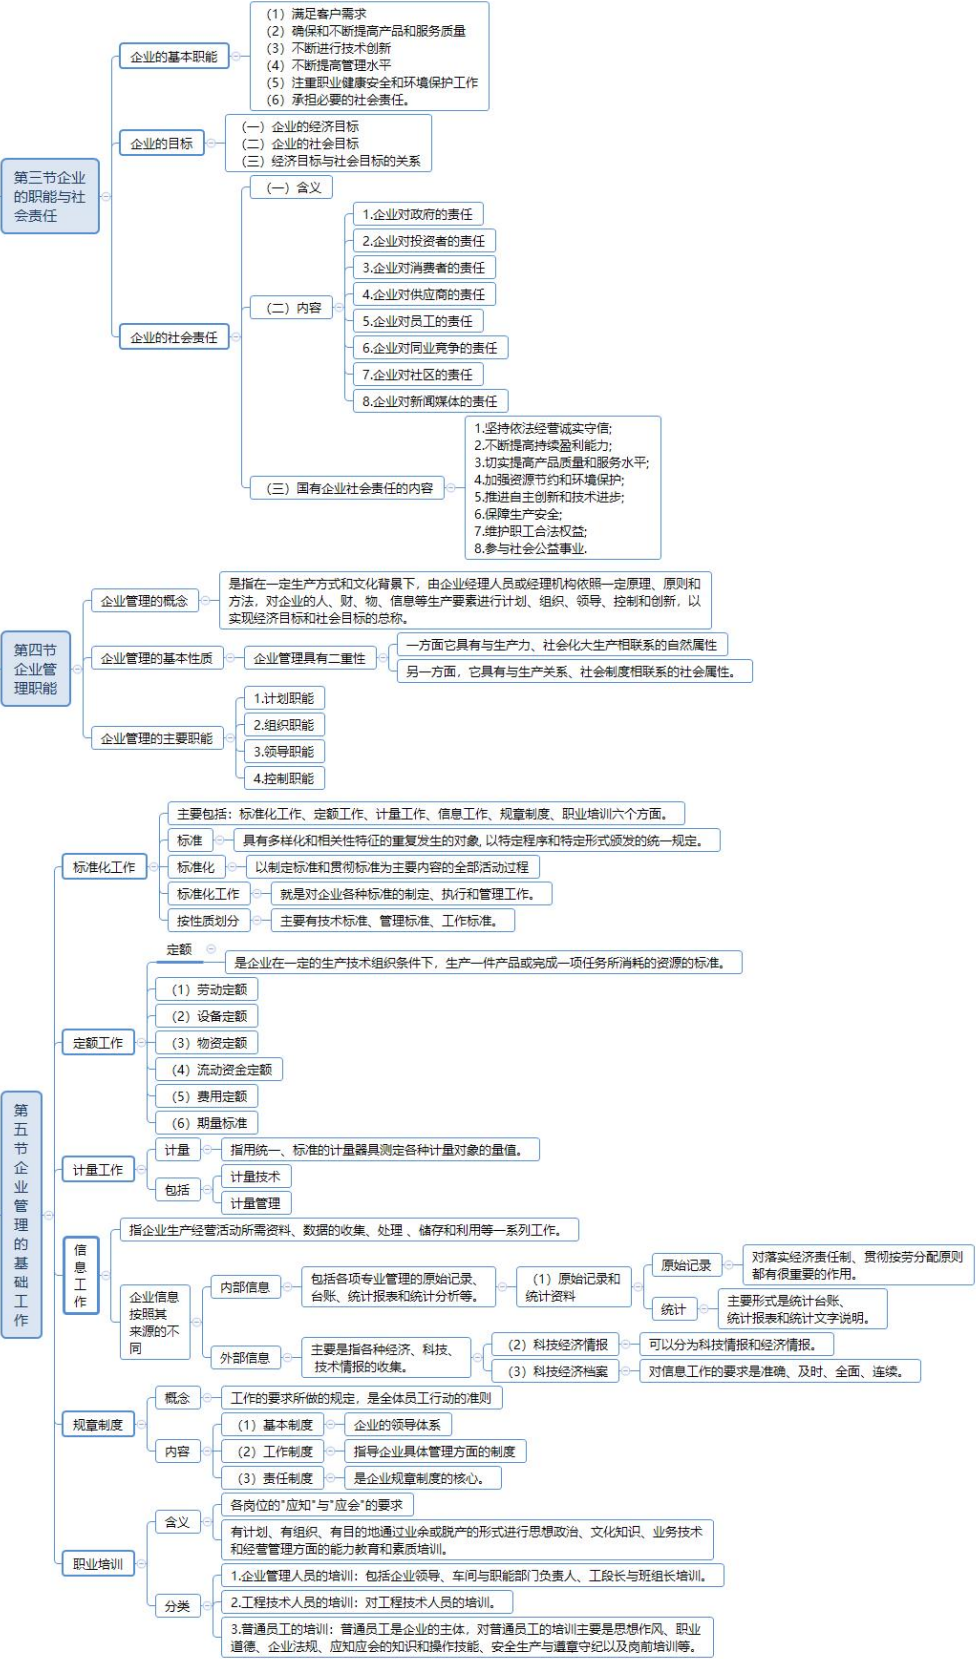 第三节企业
的职能与社
会责任
企业的基本职能
（1）满足客户需求
（2）确保和不断提高产品和服务质量
（3）不断进行技术创新
（4）不断提高管理水平
（5）注重职业健康安全和环境保护工作
（6）承担必要的社会责任。
企业的目标
（一）企业的经济目标
（二）企业的社会目标
（三）经济目标与社会目标的关系
企业的社会责任
（一）含义
（二）内容
1.企业对政府的责任
2.企业对投资者的责任
3.企业对消费者的责任
4.企业对供应商的责任
5.企业对员工的责任
6.企业对同业竞争的责任
7.企业对社区的责任
8.企业对新闻媒体的责任
（三）国有企业社会责任的内容
1.坚持依法经营诚实守信;
2.不断提高持续盈利能力;
3.切实提高产品质量和服务水平;
4.加强资源节约和环境保护;
5.推进自主创新和技术进步;
6.保障生产安全;
7.维护职工合法权益;
8.参与社会公益事业.
第四节
企业管
理职能
企业管理的概念
是指在一定生产方式和文化背景下，由企业经理人员或经理机构依照一定原理、原则和
方法，对企业的人、财、物、信息等生产要素进行计划、组织、领导、控制和创新，以
实现经济目标和社会目标的总称。
企业管理的基本性质
企业管理具有二重性
一方面它具有与生产力、社会化大生产相联系的自然属性
另一方面，它具有与生产关系、社会制度相联系的社会属性。
企业管理的主要职能
1.计划职能
2.组织职能
3.领导职能
4.控制职能
第
五
节
企
业
管
理
的
基
础
工
作
标准化工作
主要包括：标准化工作、定额工作、计量工作、信息工作、规章制度、职业培训六个方面。
标准
具有多样化和相关性特征的重复发生的对象, 以特定程序和特定形式颁发的统一规定。
标准化
以制定标准和贯彻标准为主要内容的全部活动过程
标准化工作
就是对企业各种标准的制定、执行和管理工作。
按性质划分
主要有技术标准、管理标准、工作标准。
定额工作
定额
是企业在一定的生产技术组织条件下，生产一件产品或完成一项任务所消耗的资源的标准。
（1）劳动定额
（2）设备定额
（3）物资定额
（4）流动资金定额
（5）费用定额
（6）期量标准
计量工作
计量
指用统一、标准的计量器具测定各种计量对象的量值。
包括
计量技术
计量管理
信
息
工
作
指企业生产经营活动所需资料、数据的收集、处理 、储存和利用等一系列工作。
企业信息
按照其
来源的不
同
内部信息
包括各项专业管理的原始记录、
台账、统计报表和统计分析等。
（1）原始记录和
统计资料
原始记录
对落实经济责任制、贯彻按劳分配原则
都有很重要的作用。
统计
主要形式是统计台账、
统计报表和统计文字说明。
外部信息
主要是指各种经济、科技、
技术情报的收集。
（2）科技经济情报
可以分为科技情报和经济情报。
（3）科技经济档案
对信息工作的要求是准确、及时、全面、连续。
规章制度
概念
工作的要求所做的规定，是全体员工行动的准则
内容
（1）基本制度
企业的领导体系
（2）工作制度
指导企业具体管理方面的制度
（3）责任制度
是企业规章制度的核心。
职业培训
含义
各岗位的"应知"与"应会"的要求
有计划、有组织、有目的地通过业余或脱产的形式进行思想政治、文化知识、业务技术
和经营管理方面的能力教育和素质培训。
分类
1.企业管理人员的培训：包括企业领导、车间与职能部门负责人、工段长与班组长培训。
2.工程技术人员的培训：对工程技术人员的培训。
3.普通员工的培训：普通员工是企业的主体，对普通员工的培训主要是思想作风、职业
道德、企业法规、应知应会的知识和操作技能、安全生产与遵章守纪以及岗前培训等。